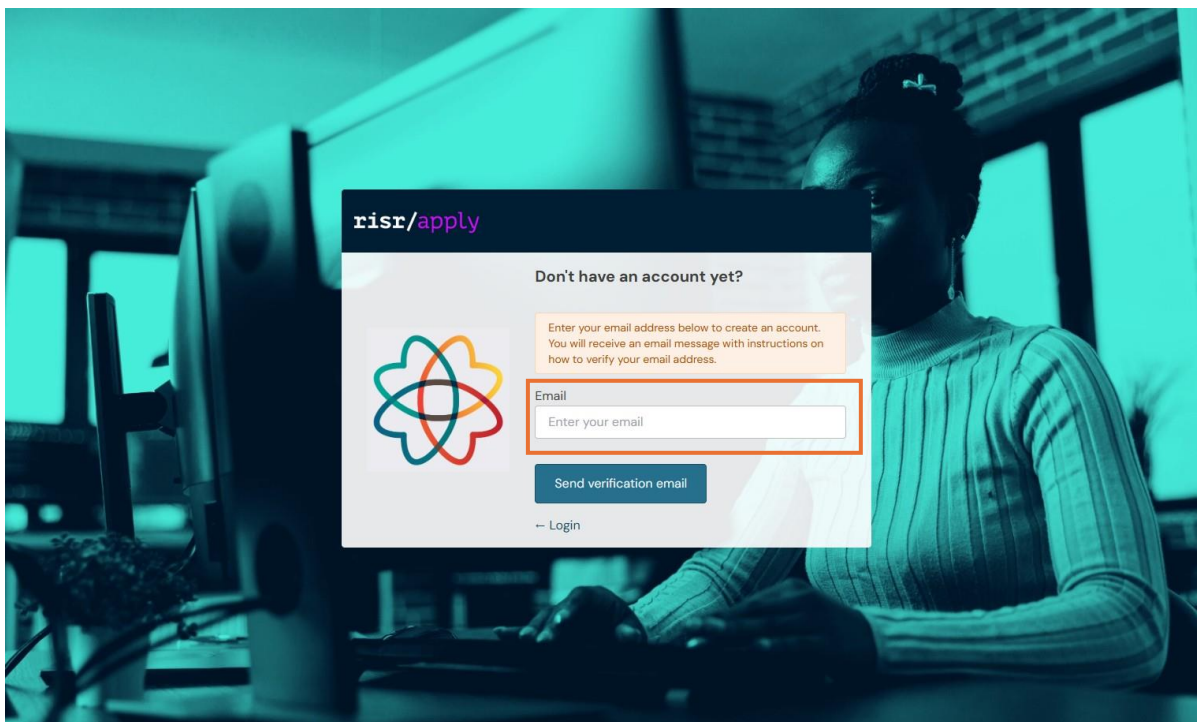 risr/apply
Don't have an account yet?
Enter your email address below to create an account.
You will receive an email message with instructions on
how to verify your email address.
Email
Enter your email
Send verification email
← Login